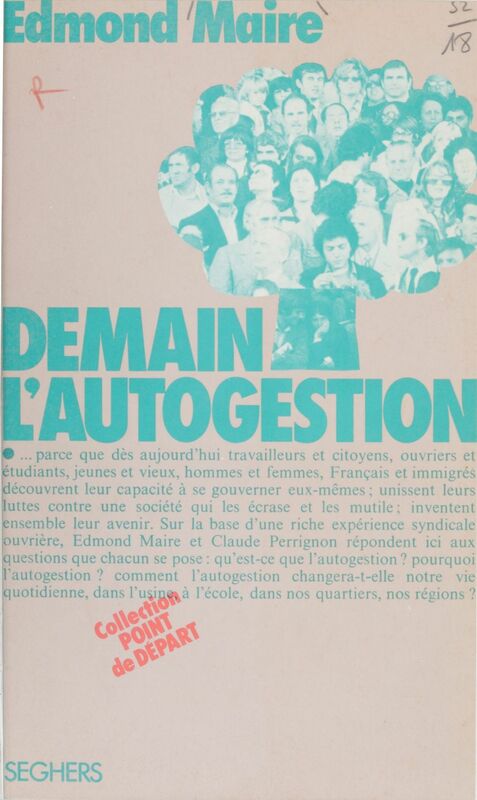 Edmond Maire
52
18
DEMAIN
L'AUTOGESTION
● ... parce que dès aujourd'hui travailleurs et citoyens, ouvriers et
étudiants, jeunes et vieux, hommes et femmes, Français et immigrés
découvrent leur capacité à se gouverner eux-mêmes ; unissent leurs
luttes contre une société qui les écrase et les mutile ; inventent
ensemble leur avenir. Sur la base d'une riche expérience syndicale
ouvrière, Edmond Maire et Claude Perrignon répondent ici aux
questions que chacun se pose : qu'est-ce que l'autogestion ? pourquoi
l'autogestion ? comment l'autogestion changera-t-elle notre vie
quotidienne, dans l'usine, à l'école, dans nos quartiers, nos régions ?
Collection
POINT
de DÉPART
SEGHERS